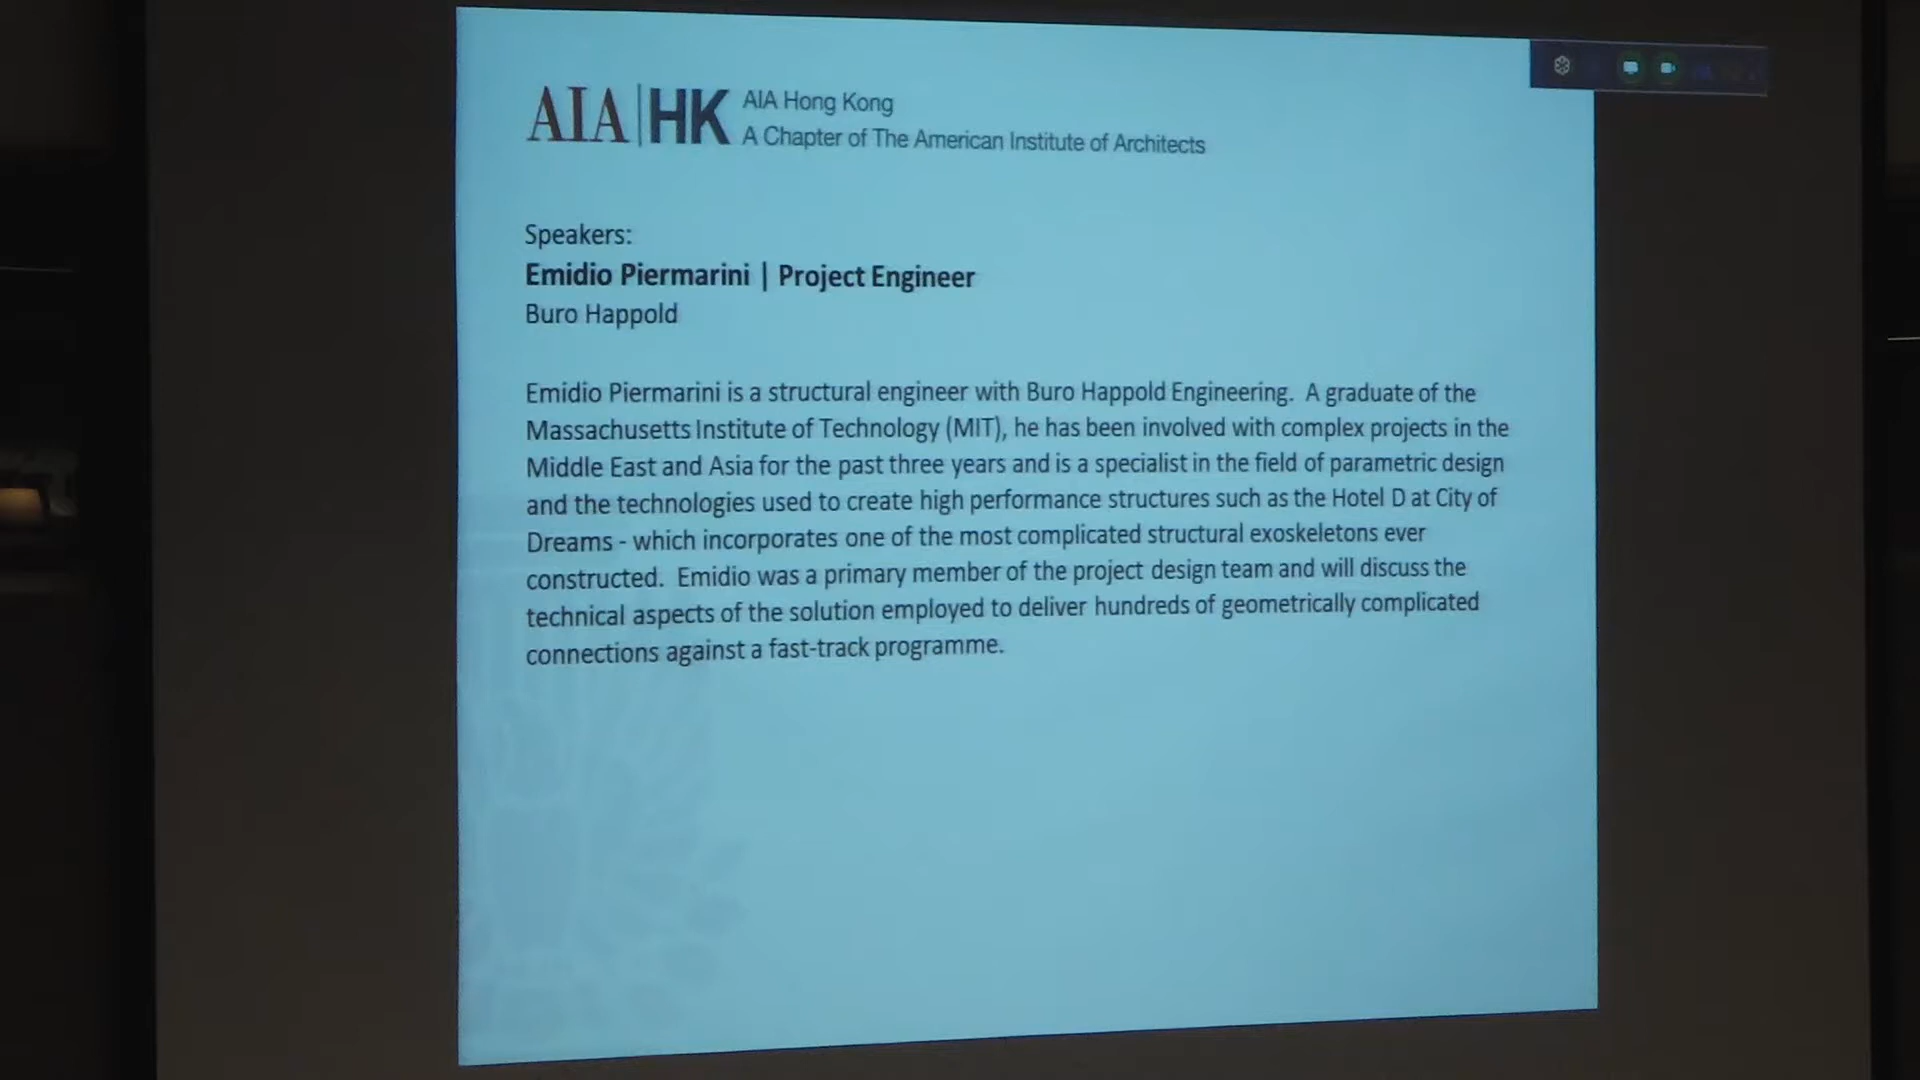 AIA|HK
AIA Hong Kong
A Chapter of The American Institute of Architects
Speakers:
Emidio Piermarini | Project Engineer
Buro Happold
Emidio Piermarini is a structural engineer with Buro Happold Engineering. A graduate of the
Massachusetts Institute of Technology (MIT), he has been involved with complex projects in the
Middle East and Asia for the past three years and is a specialist in the field of parametric design
and the technologies used to create high performance structures such as the Hotel D at City of
Dreams - which incorporates one of the most complicated structural exoskeletons ever
constructed. Emidio was a primary member of the project design team and will discuss the
technical aspects of the solution employed to deliver hundreds of geometrically complicated
connections against a fast-track programme.